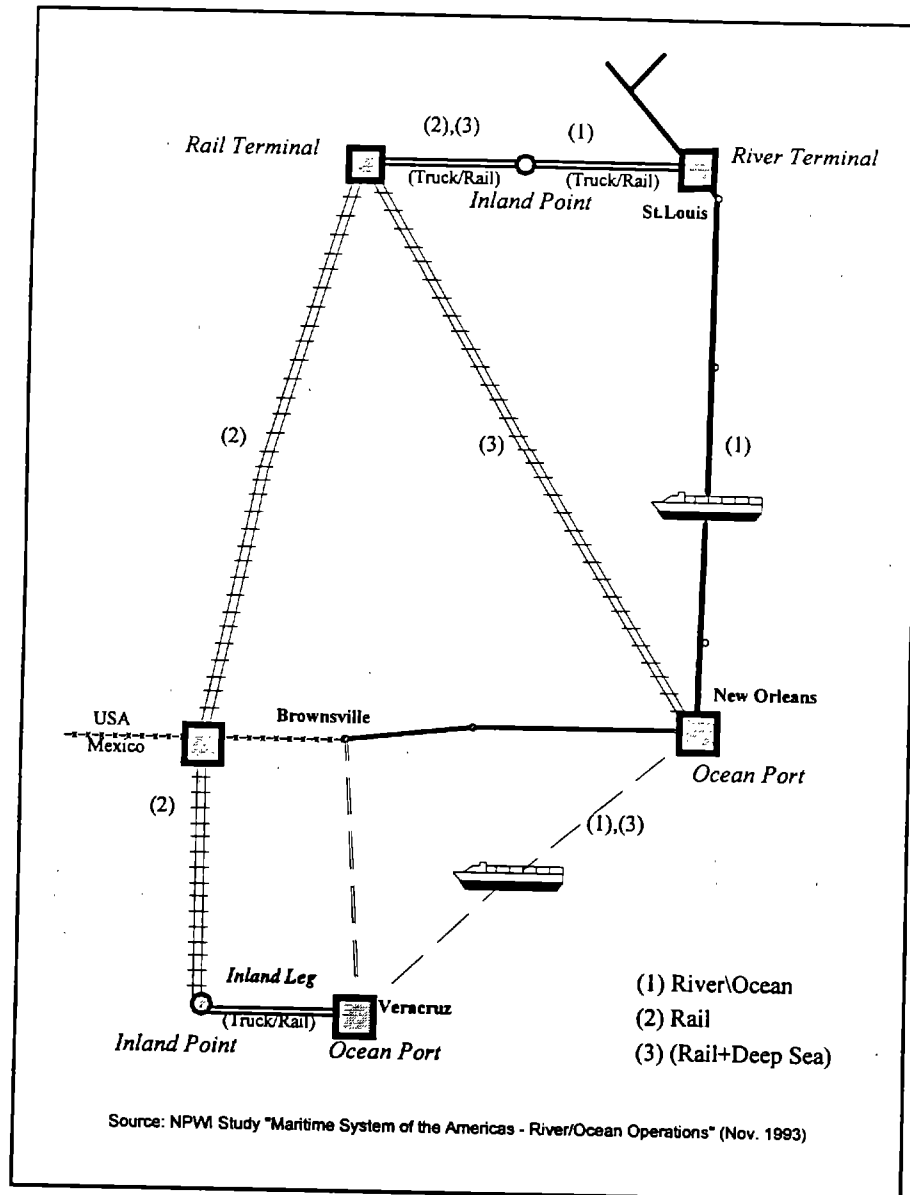 (2),(3)
(1)
Rail Terminal
River Terminal
(Truck/Rail)
(Truck/Rail)
Inland Point
St.Louis
(2)
(3)
(1)
New Orleans
USA
Brownsville
Mexico
Ocean Port
(2)
(1),(3)
Inland Leg
(1) River\Ocean
Veracruz
(Truck/Rail)
(2) Rail
Inland Point
Ocean Port
(3) (Rail+Deep Sea)
Source: NPWI Study "Maritime System of the Americas - River/Ocean Operations" (Nov. 1993)